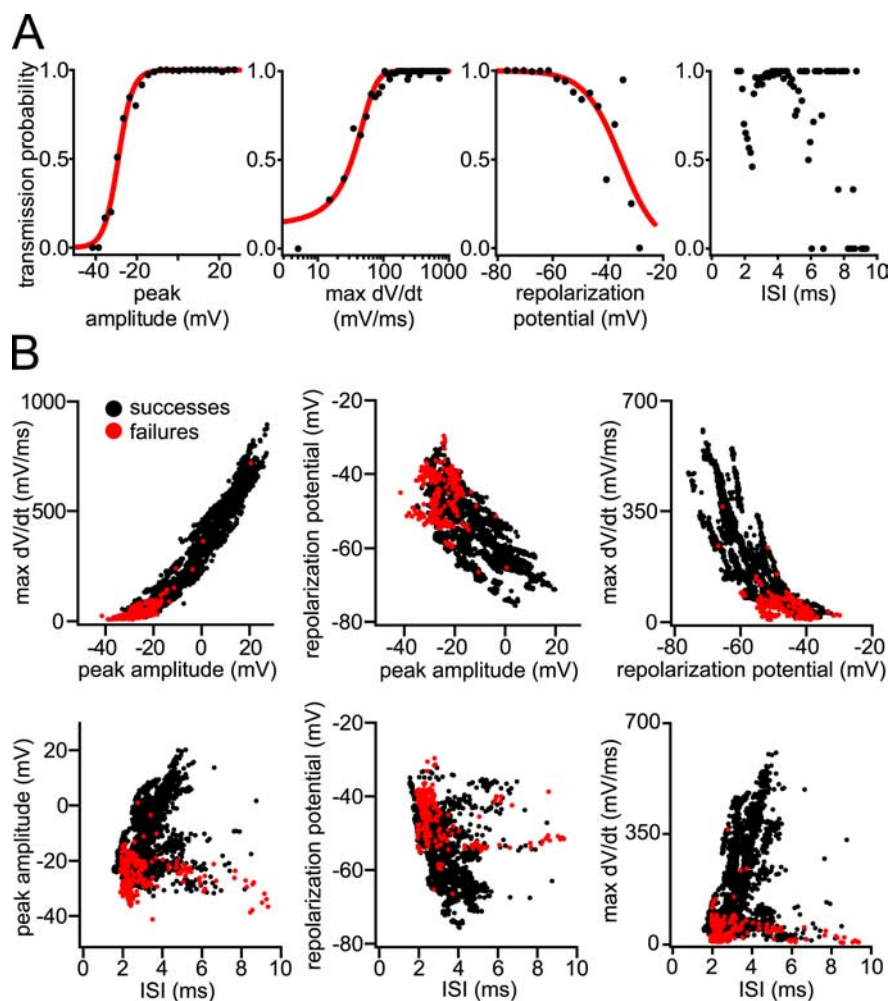 A
transmission probability
1.0
0.5
0.0
-40 -20 0 20
peak
amplitude (mV)
1.0
0.5
0.0
10 100 1000
max dV/dt
(mV/ms)
1.0
0.5
0.0
-80 -60 -40 -20
repolarization
potential (mV)
1.0
0.5
0.0
0 2 4 6 8 10
ISI (ms)
B
max dV/dt (mV/ms)
1000
500
0
successes
failures
-40 -20 0 20
peak amplitude (mV)
repolarization potential (mV)
-20
-40
-60
-80
-40 -20 0 20
peak amplitude (mV)
max dV/dt (mV/ms)
700
350
0
-80 -60 -40 -20
repolarization potential (mV)
peak amplitude (mV)
20
0
-20
-40
0 2 4 6 8 10
ISI (ms)
repolarization potential (mV)
-20
-40
-60
-80
0 2 4 6 8 10
ISI (ms)
max dV/dt (mV/ms)
700
350
0
0 2 4 6 8 10
ISI (ms)